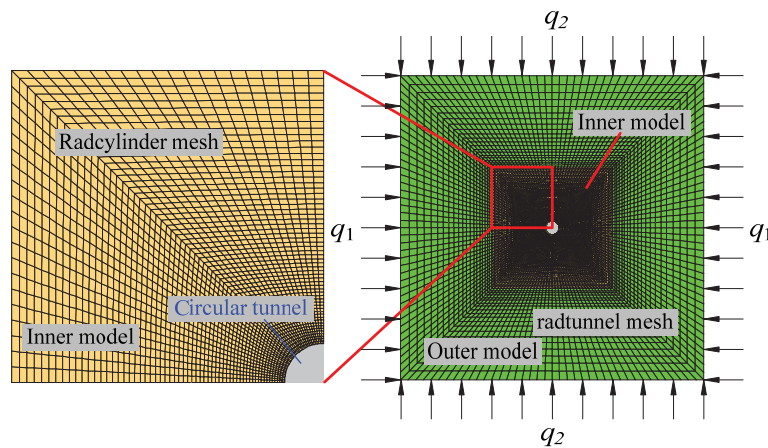 q₂
Radcylinder mesh
Inner model
q₁
q₁
Circular tunnel
radtunnel mesh
Inner model
Outer model
q₂